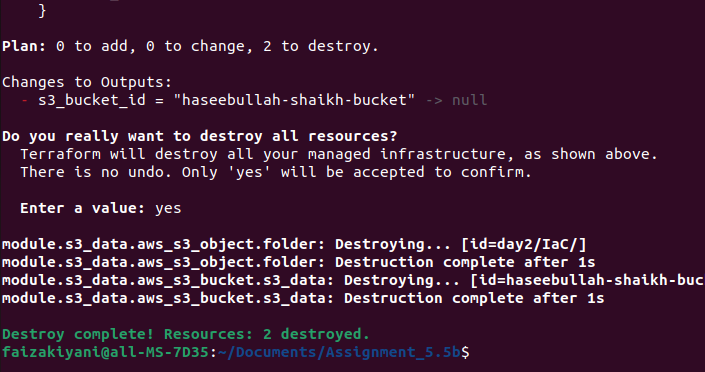 }
Plan: 0 to add, 0 to change, 2 to destroy.
Changes to Outputs:
- s3_bucket_id = "haseebullah-shaikh-bucket" -> null
Do you really want to destroy all resources?
Terraform will destroy all your managed infrastructure, as shown above.
There is no undo. Only 'yes' will be accepted to confirm.
Enter a value: yes
module.s3_data.aws_s3_object.folder: Destroying... [id=day2/IaC/]
module.s3_data.aws_s3_object.folder: Destruction complete after 1s
module.s3_data.aws_s3_bucket.s3_data: Destroying... [id=haseebullah-shaikh-buc
module.s3_data.aws_s3_bucket.s3_data: Destruction complete after 1s
Destroy complete! Resources: 2 destroyed.
faizakiyani@all-MS-7D35:~/Documents/Assignment_5.5b$